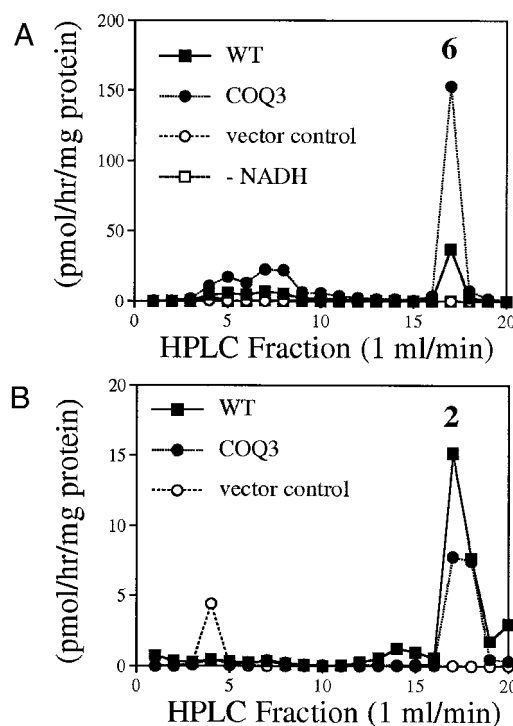 A
(pmol/hr/mg protein)
200
150
100
50
0
WT
COQ3
vector control
- NADH
6
0 5 10 15 20
HPLC Fraction (1 ml/min)
B
(pmol/hr/mg protein)
20
15
10
5
0
WT
COQ3
vector control
2
0 5 10 15 20
HPLC Fraction (1 ml/min)